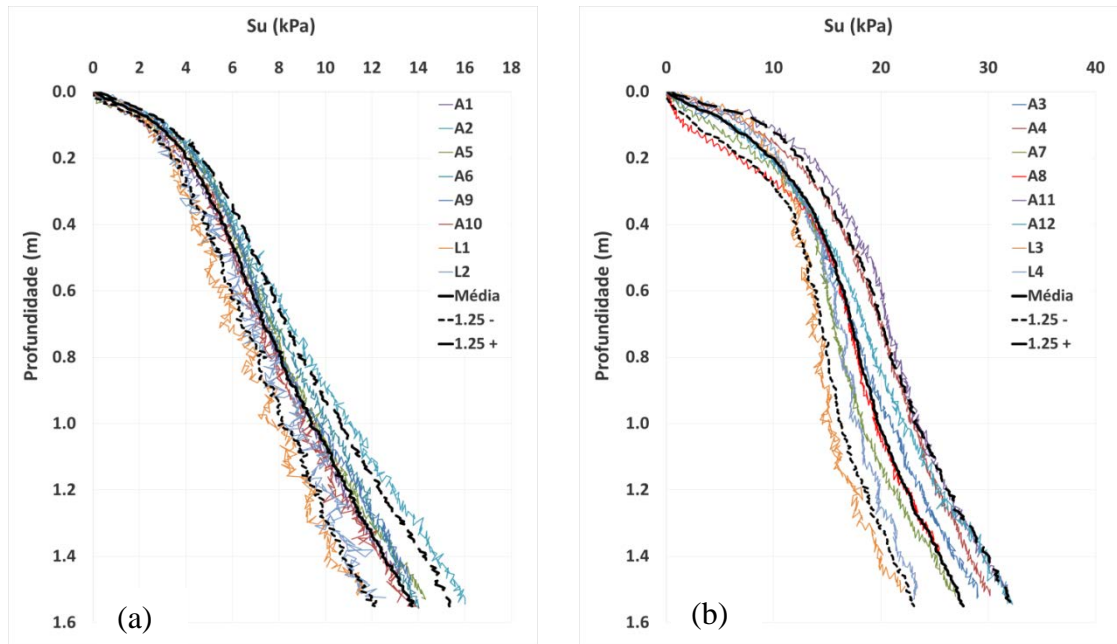 Su (kPa)
0 2 4 6 8 10 12 14 16 18
0.0
0.2
0.4
0.6
0.8
1.0
1.2
1.4
1.6
Profundidade (m)
A1
A2
A5
A6
A9
A10
L1
L2
Média
1.25 -
1.25 +
(a)
Su (kPa)
0 10 20 30 40
0.0
0.2
0.4
0.6
0.8
1.0
1.2
1.4
1.6
Profundidade (m)
A3
A4
A7
A8
A11
A12
L3
L4
Média
1.25 -
1.25 +
(b)